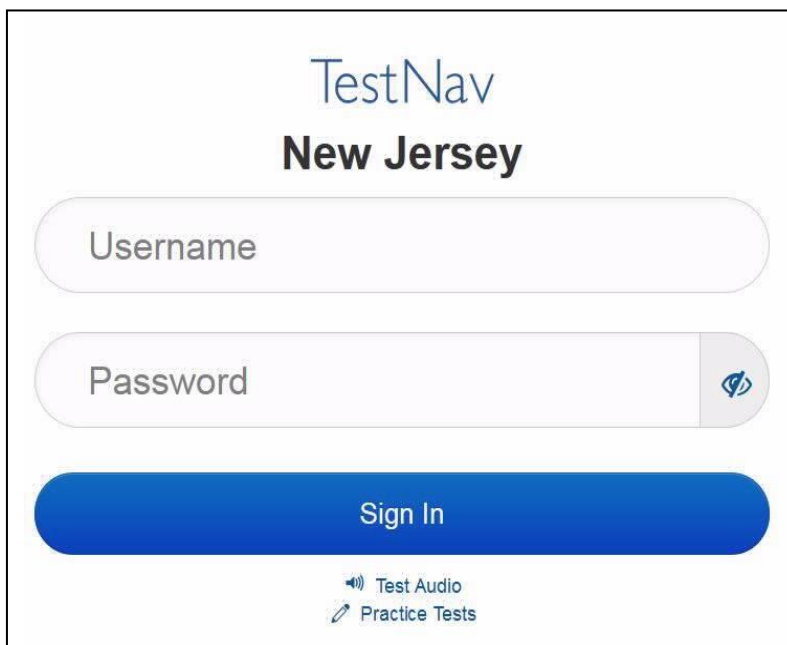 TestNav
New Jersey
Username
Password
Sign In
Test Audio
Practice Tests